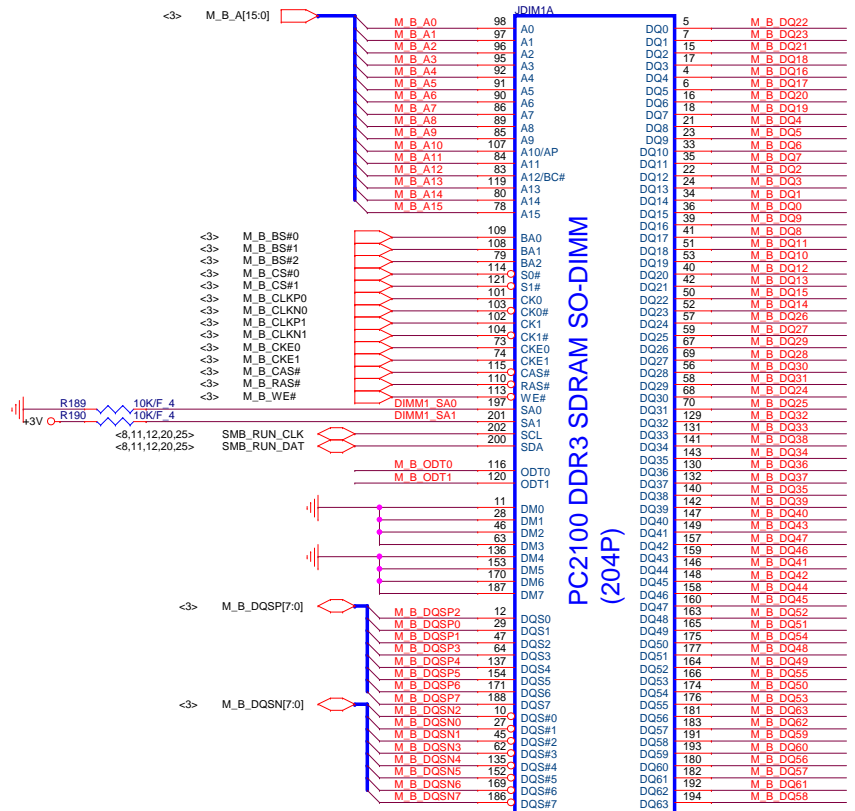 JDIM1A
<3> M_B_A[15:0]
M_B_A0 98 A0
M_B_A1 97 A1
M_B_A2 96 A2
M_B_A3 95 A3
M_B_A4 92 A4
M_B_A5 91 A5
M_B_A6 90 A6
M_B_A7 86 A7
M_B_A8 89 A8
M_B_A9 85 A9
M_B_A10 107 A10/AP
M_B_A11 84 A11
M_B_A12 83 A12/BC#
M_B_A13 119 A13
M_B_A14 80 A14
M_B_A15 78 A15
<3> M_B_BS#0 109 BA0
<3> M_B_BS#1 108 BA1
<3> M_B_BS#2 79 BA2
<3> M_B_CS#0 114 S0#
<3> M_B_CS#1 121 S1#
<3> M_B_CLKP0 101 CK0
<3> M_B_CLKN0 103 CK0#
<3> M_B_CLKP1 102 CK1
<3> M_B_CLKN1 104 CK1#
<3> M_B_CKE0 73 CKE0
<3> M_B_CKE1 74 CKE1
<3> M_B_CAS# 115 CAS#
<3> M_B_RAS# 110 RAS#
<3> M_B_WE# 113 WE#
R189 10K/F_4 DIMM1_SA0 197 SA0
+3V R190 10K/F_4 DIMM1_SA1 201 SA1
<8,11,12,20,25> SMB_RUN_CLK 202 SCL
<8,11,12,20,25> SMB_RUN_DAT 200 SDA
M_B_ODT0 116 ODT0
M_B_ODT1 120 ODT1
11 DM0
28 DM1
46 DM2
63 DM3
136 DM4
153 DM5
170 DM6
187 DM7
<3> M_B_DQSP[7:0]
M_B_DQSP2 12 DQS0
M_B_DQSP0 29 DQS1
M_B_DQSP1 47 DQS2
M_B_DQSP3 64 DQS3
M_B_DQSP4 137 DQS4
M_B_DQSP5 154 DQS5
M_B_DQSP6 171 DQS6
M_B_DQSP7 188 DQS7
<3> M_B_DQSN[7:0]
M_B_DQSN2 10 DQS#0
M_B_DQSN0 27 DQS#1
M_B_DQSN1 45 DQS#2
M_B_DQSN3 62 DQS#3
M_B_DQSN4 135 DQS#4
M_B_DQSN5 152 DQS#5
M_B_DQSN6 169 DQS#6
M_B_DQSN7 186 DQS#7
PC2100 DDR3 SDRAM SO-DIMM
(204P)
DQ0 5 M_B_DQ22
DQ1 7 M_B_DQ23
DQ2 15 M_B_DQ21
DQ3 17 M_B_DQ18
DQ4 4 M_B_DQ16
DQ5 6 M_B_DQ17
DQ6 16 M_B_DQ20
DQ7 18 M_B_DQ19
DQ8 21 M_B_DQ4
DQ9 23 M_B_DQ5
DQ10 33 M_B_DQ6
DQ11 35 M_B_DQ7
DQ12 22 M_B_DQ2
DQ13 24 M_B_DQ3
DQ14 34 M_B_DQ1
DQ15 36 M_B_DQ0
DQ16 39 M_B_DQ9
DQ17 41 M_B_DQ8
DQ18 51 M_B_DQ11
DQ19 53 M_B_DQ10
DQ20 40 M_B_DQ12
DQ21 42 M_B_DQ13
DQ22 50 M_B_DQ15
DQ23 52 M_B_DQ14
DQ24 57 M_B_DQ26
DQ25 59 M_B_DQ27
DQ26 67 M_B_DQ29
DQ27 69 M_B_DQ28
DQ28 56 M_B_DQ30
DQ29 58 M_B_DQ31
DQ30 68 M_B_DQ24
DQ31 70 M_B_DQ25
DQ32 129 M_B_DQ32
DQ33 131 M_B_DQ33
DQ34 141 M_B_DQ38
DQ35 143 M_B_DQ34
DQ36 130 M_B_DQ36
DQ37 132 M_B_DQ37
DQ38 140 M_B_DQ35
DQ39 142 M_B_DQ39
DQ40 147 M_B_DQ40
DQ41 149 M_B_DQ43
DQ42 157 M_B_DQ47
DQ43 159 M_B_DQ46
DQ44 146 M_B_DQ41
DQ45 148 M_B_DQ42
DQ46 158 M_B_DQ44
DQ47 160 M_B_DQ45
DQ48 163 M_B_DQ52
DQ49 165 M_B_DQ51
DQ50 175 M_B_DQ54
DQ51 177 M_B_DQ48
DQ52 164 M_B_DQ49
DQ53 166 M_B_DQ55
DQ54 174 M_B_DQ50
DQ55 176 M_B_DQ53
DQ56 181 M_B_DQ63
DQ57 183 M_B_DQ62
DQ58 191 M_B_DQ59
DQ59 193 M_B_DQ60
DQ60 180 M_B_DQ56
DQ61 182 M_B_DQ57
DQ62 192 M_B_DQ61
DQ63 194 M_B_DQ58